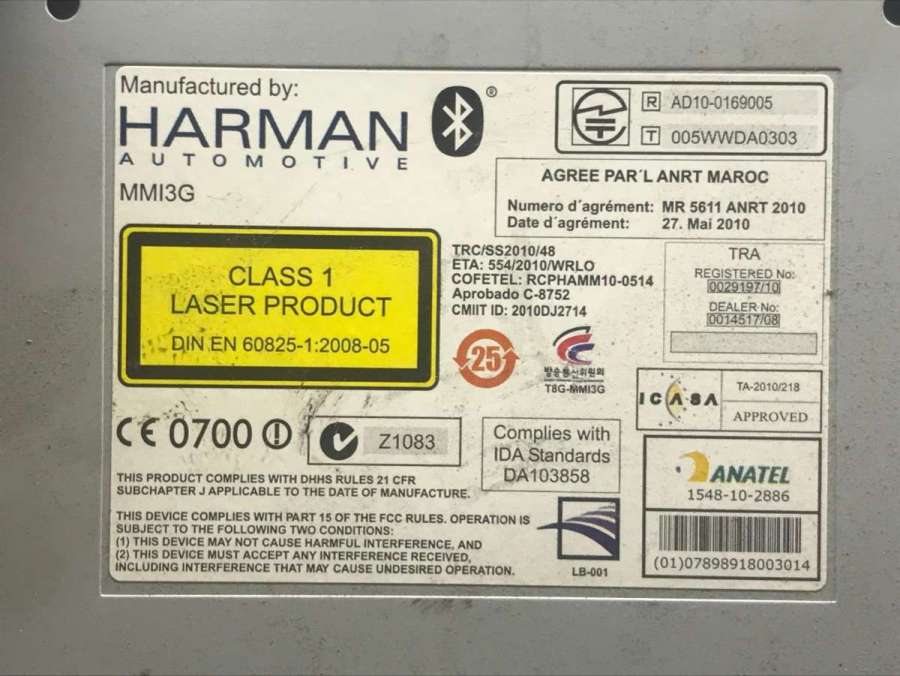 Manufactured by:
HARMAN
AUTOMOTIVE
MMI3G
®
R AD10-0169005
T 005WWDA0303
AGREE PAR´L ANRT MAROC
Numero d´agrément: MR 5611 ANRT 2010
Date d´agrément: 27. Mai 2010
CLASS 1
LASER PRODUCT
DIN EN 60825-1:2008-05
TRC/SS2010/48
ETA: 554/2010/WRLO
COFETEL: RCPHAMM10-0514
Aprobado C-8752
CMIIT ID: 2010DJ2714
TRA
REGISTERED No:
0029197/10
DEALER No:
0014517/08
25
방송통신위원회
T8G-MMI3G
ICASA
TA-2010/218
APPROVED
CE 0700
Z1083
Complies with
IDA Standards
DA103858
ANATEL
1548-10-2886
(01)07898918003014
THIS PRODUCT COMPLIES WITH DHHS RULES 21 CFR
SUBCHAPTER J APPLICABLE TO THE DATE OF MANUFACTURE.
THIS DEVICE COMPLIES WITH PART 15 OF THE FCC RULES. OPERATION IS
SUBJECT TO THE FOLLOWING TWO CONDITIONS:
(1) THIS DEVICE MAY NOT CAUSE HARMFUL INTERFERENCE, AND
(2) THIS DEVICE MUST ACCEPT ANY INTERFERENCE RECEIVED,
INCLUDING INTERFERENCE THAT MAY CAUSE UNDESIRED OPERATION.
LB-001